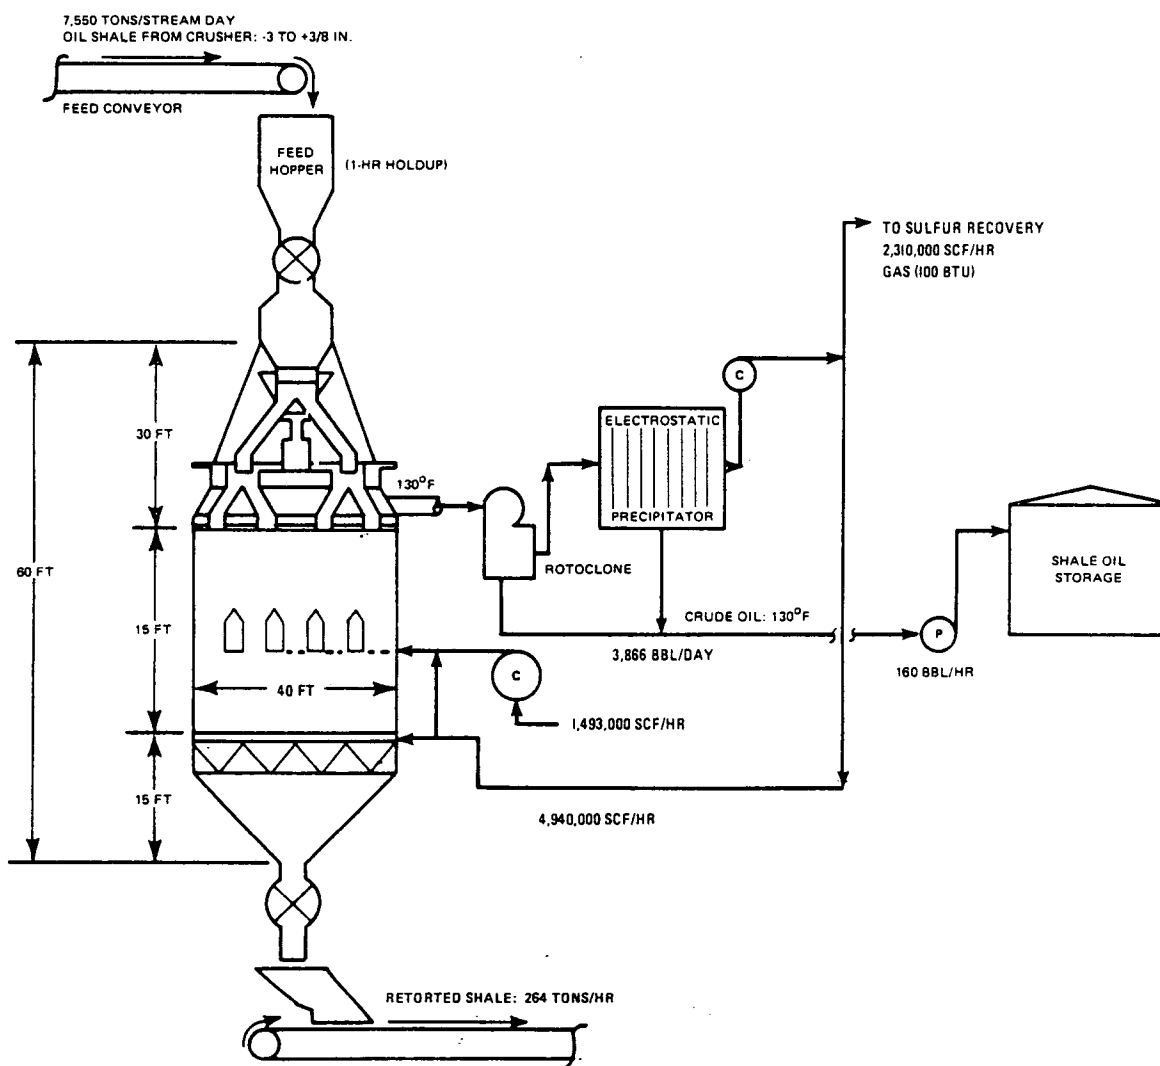 7,550 TONS/STREAM DAY
OIL SHALE FROM CRUSHER: -3 TO +3/8 IN.
FEED CONVEYOR
FEED
HOPPER
(1-HR HOLDUP)
TO SULFUR RECOVERY
2,310,000 SCF/HR
GAS (100 BTU)
C
30 FT
ELECTROSTATIC
PRECIPITATOR
130°F
ROTOCLONE
SHALE OIL
STORAGE
60 FT
15 FT
CRUDE OIL: 130°F
3,866 BBL/DAY
P
160 BBL/HR
C
40 FT
1,493,000 SCF/HR
15 FT
4,940,000 SCF/HR
RETORTED SHALE: 264 TONS/HR